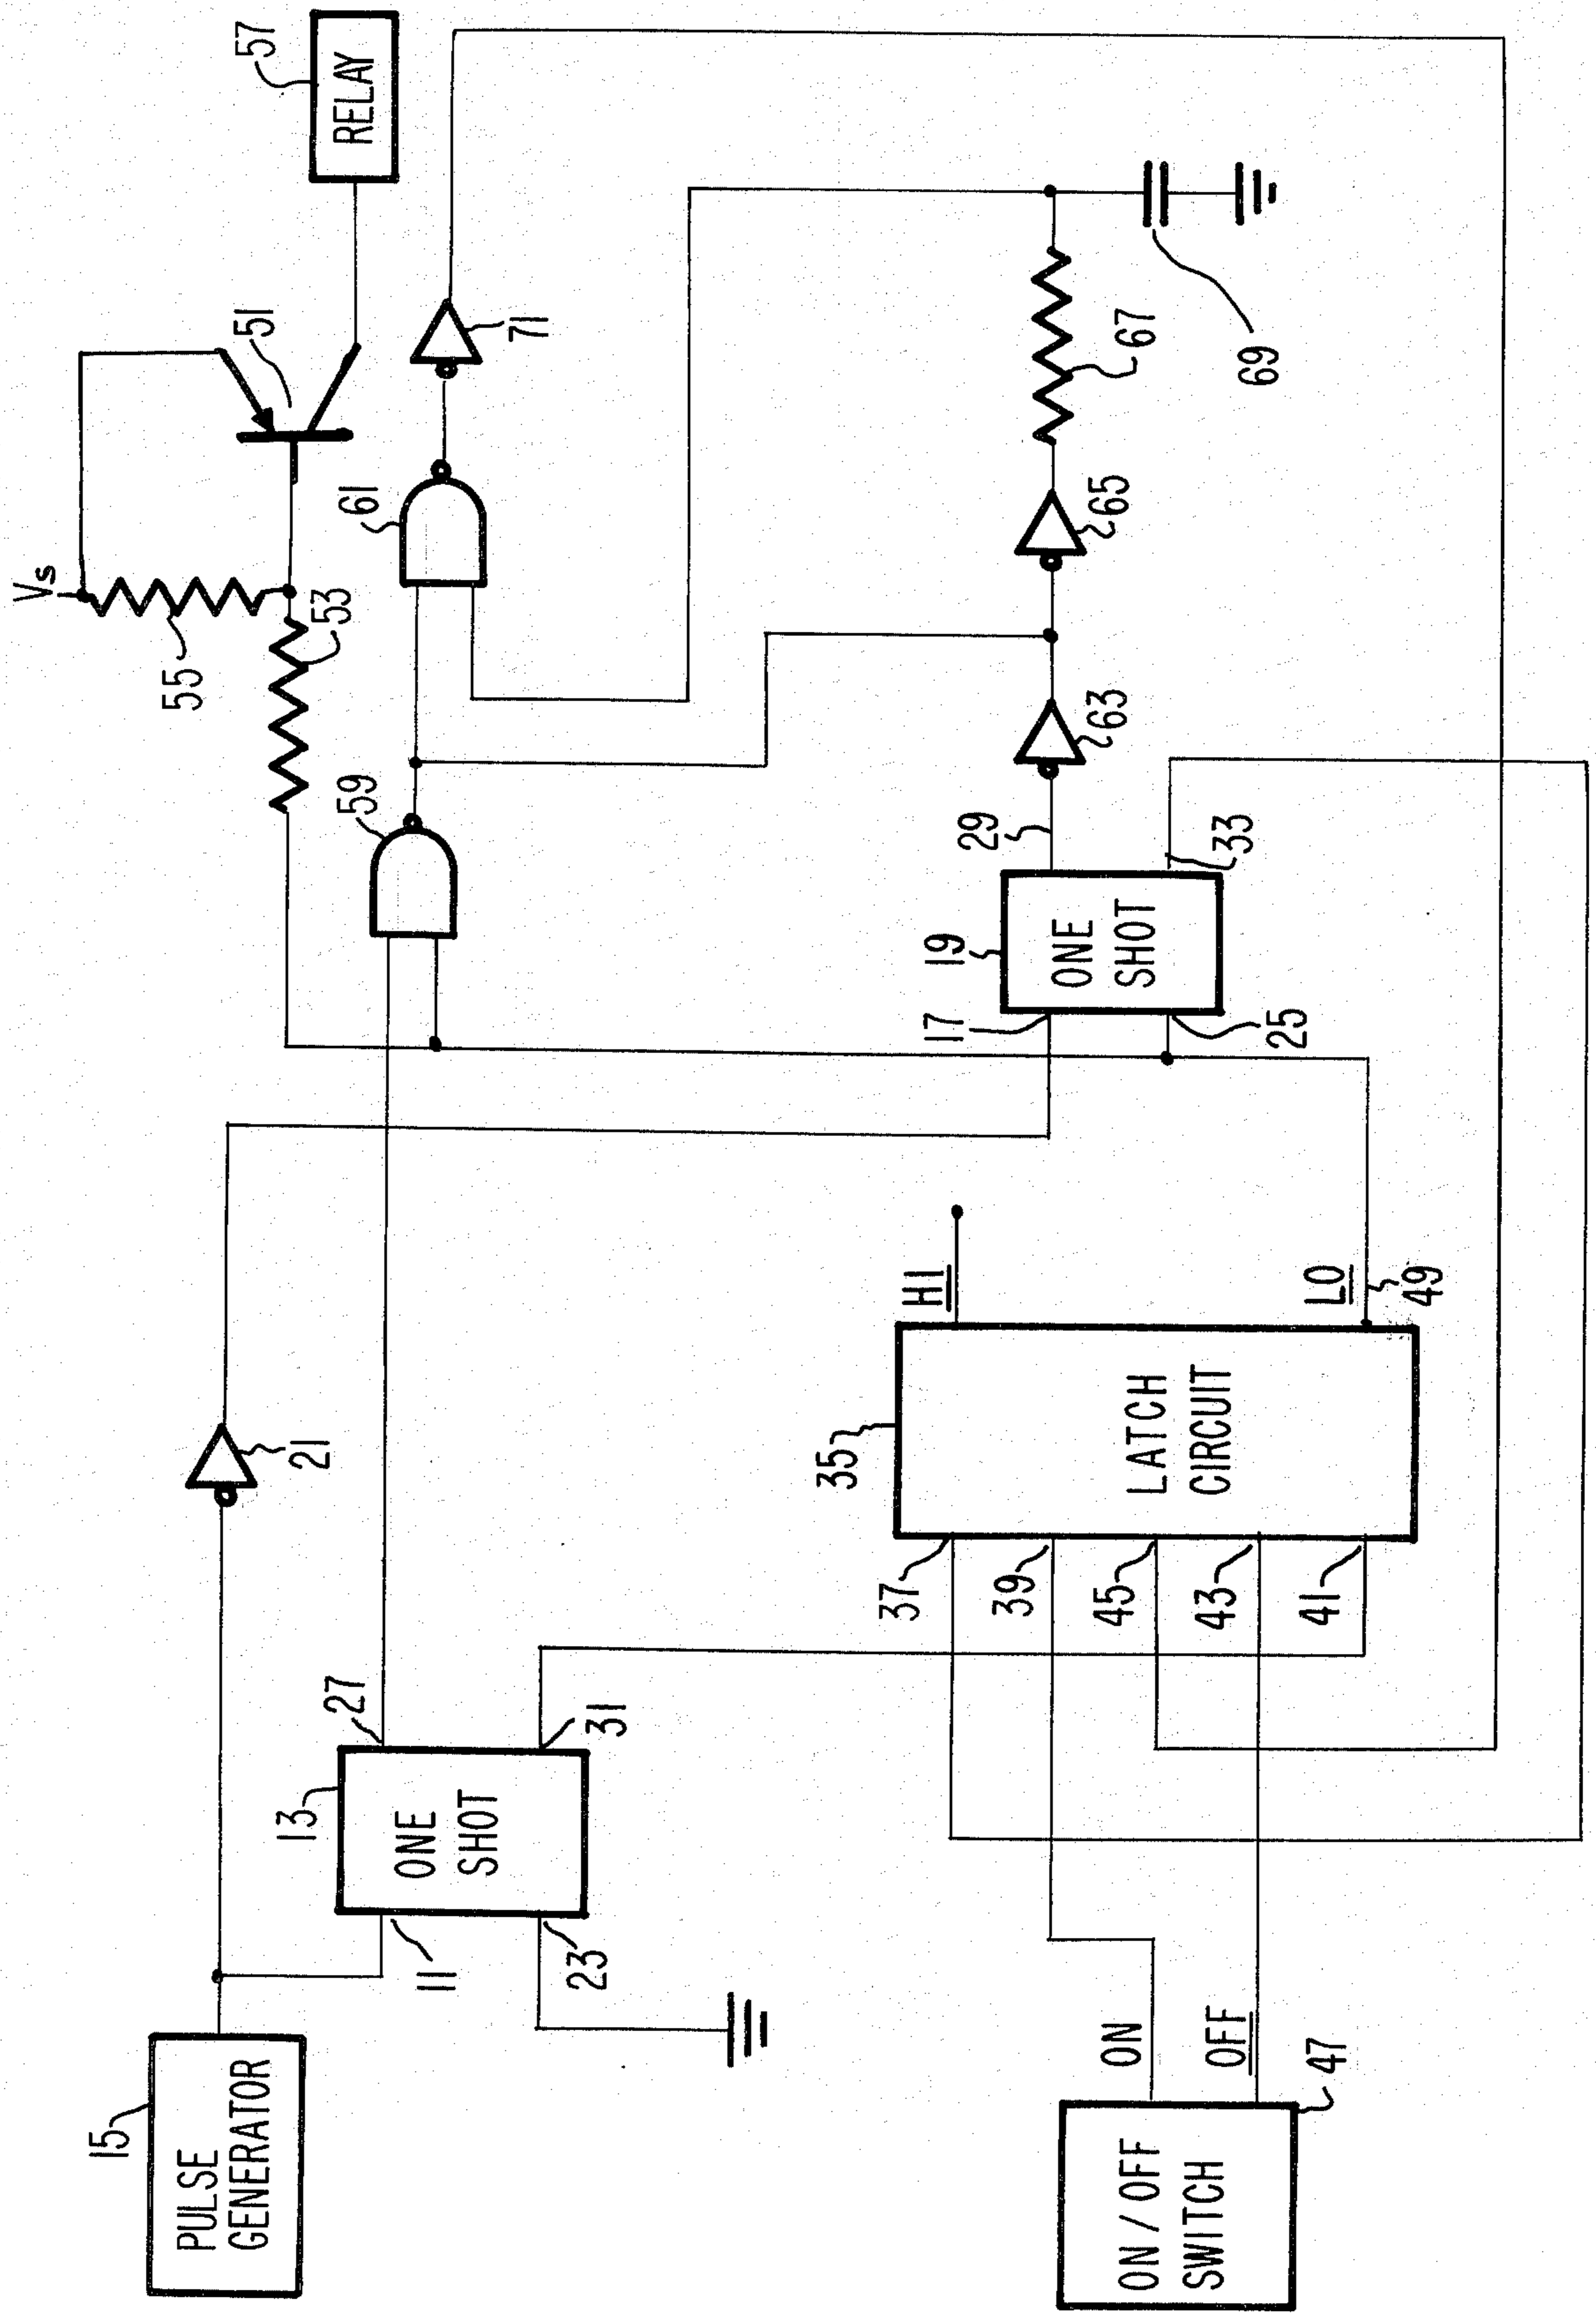 15
PULSE
GENERATOR
21
11
23
13
ONE
SHOT
27
31
ON / OFF
SWITCH
47
ON
OFF
37
39
45
43
41
35
LATCH
CIRCUIT
HI
LO
49
17
25
19
ONE
SHOT
29
33
59
63
65
67
69
61
71
53
55
Vs
51
57
RELAY